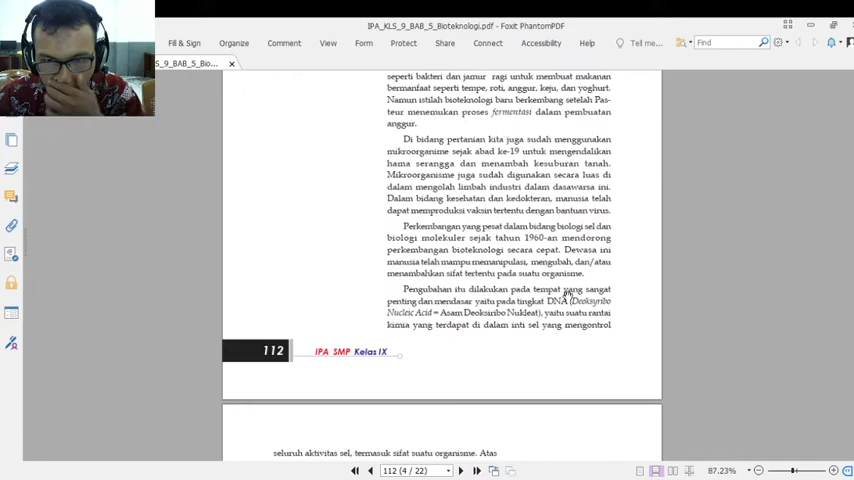 IPA_KLS_9_BAB_5_Bioteknologi.pdf - Foxit PhantomPDF
Fill & Sign Organize Comment View Form Protect Share Connect Accessibility Help Tell me... Find
S_9_BAB_5_Bio...
seperti bakteri dan jamur ragi untuk membuat makanan
bermanfaat seperti tempe, roti, anggur, keju, dan yoghurt.
Namun istilah bioteknologi baru berkembang setelah Pas-
teur menemukan proses fermentasi dalam pembuatan
anggur.
Di bidang pertanian kita juga sudah menggunakan
mikroorganime sejak abad ke-19 untuk mengendalikan
hama serangga dan menambah kesuburan tanah.
Mikroorganisme juga sudah digunakan secara luas di
dalam mengolah limbah industri dalam dasawarsa ini.
Dalam bidang kesehatan dan kedokteran, manusia telah
dapat memproduksi vaksin tertentu dengan bantuan virus.
Perkembangan yang pesat dalam bidang biologi sel dan
biologi molekuler sejak tahun 1960-an mendorong
perkembangan bioteknologi secara cepat. Dewasa ini
manusia telah mampu memanipulasi, mengubah, dan/atau
menambahkan sifat tertentu pada suatu organisme.
Pengubahan itu dilakukan pada tempat yang sangat
penting dan mendasar yaitu pada tingkat DNA (Deoksyribo
Nucleic Acid = Asam Deoksiribo Nukleat), yaitu suatu rantai
kimia yang terdapat di dalam inti sel yang mengontrol
112 IPA SMP Kelas IX
seluruh aktivitas sel, termasuk sifat suatu organisme. Atas
112 (4 / 22) 87.23%